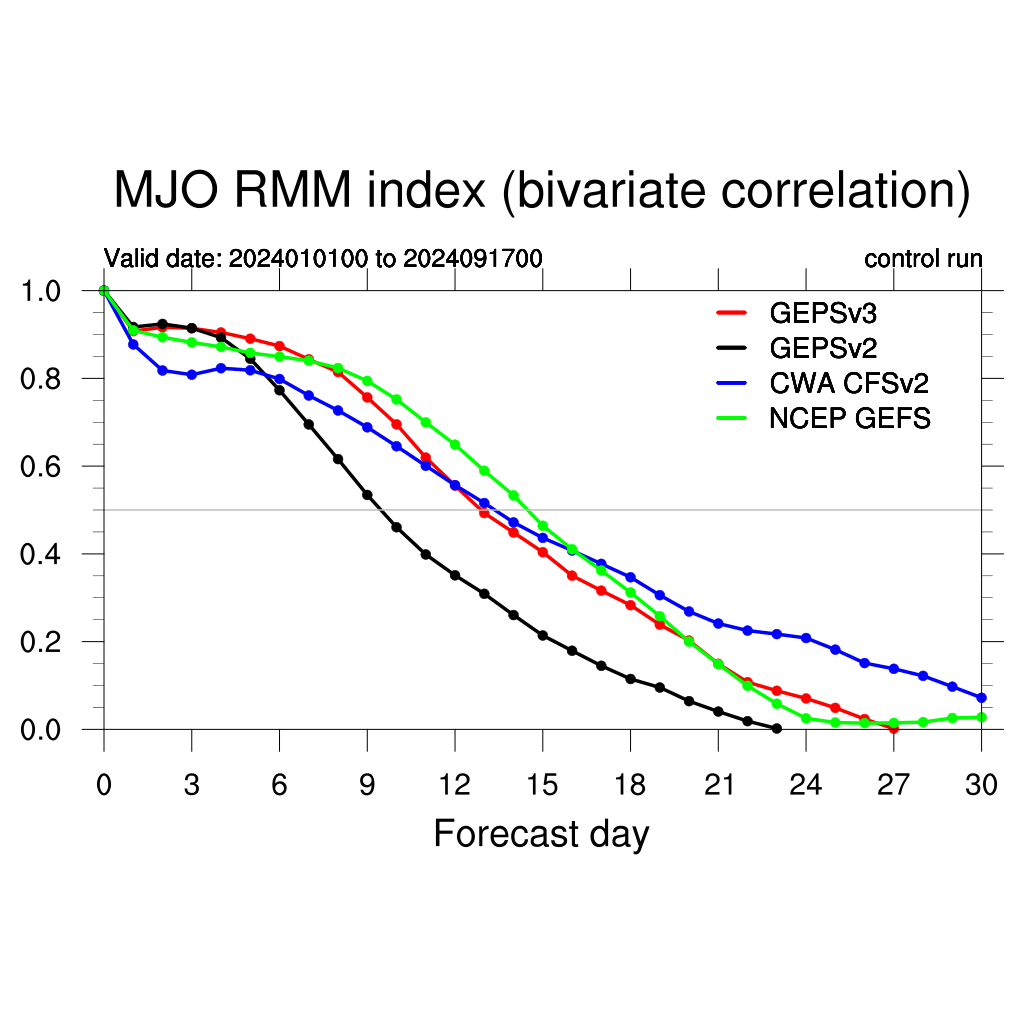 MJO RMM index (bivariate correlation)
Valid date: 2024010100 to 2024091700 control run
1.0
0.8
0.6
0.4
0.2
0.0
GEPSv3
GEPSv2
CWA CFSv2
NCEP GEFS
0 3 6 9 12 15 18 21 24 27 30
Forecast day